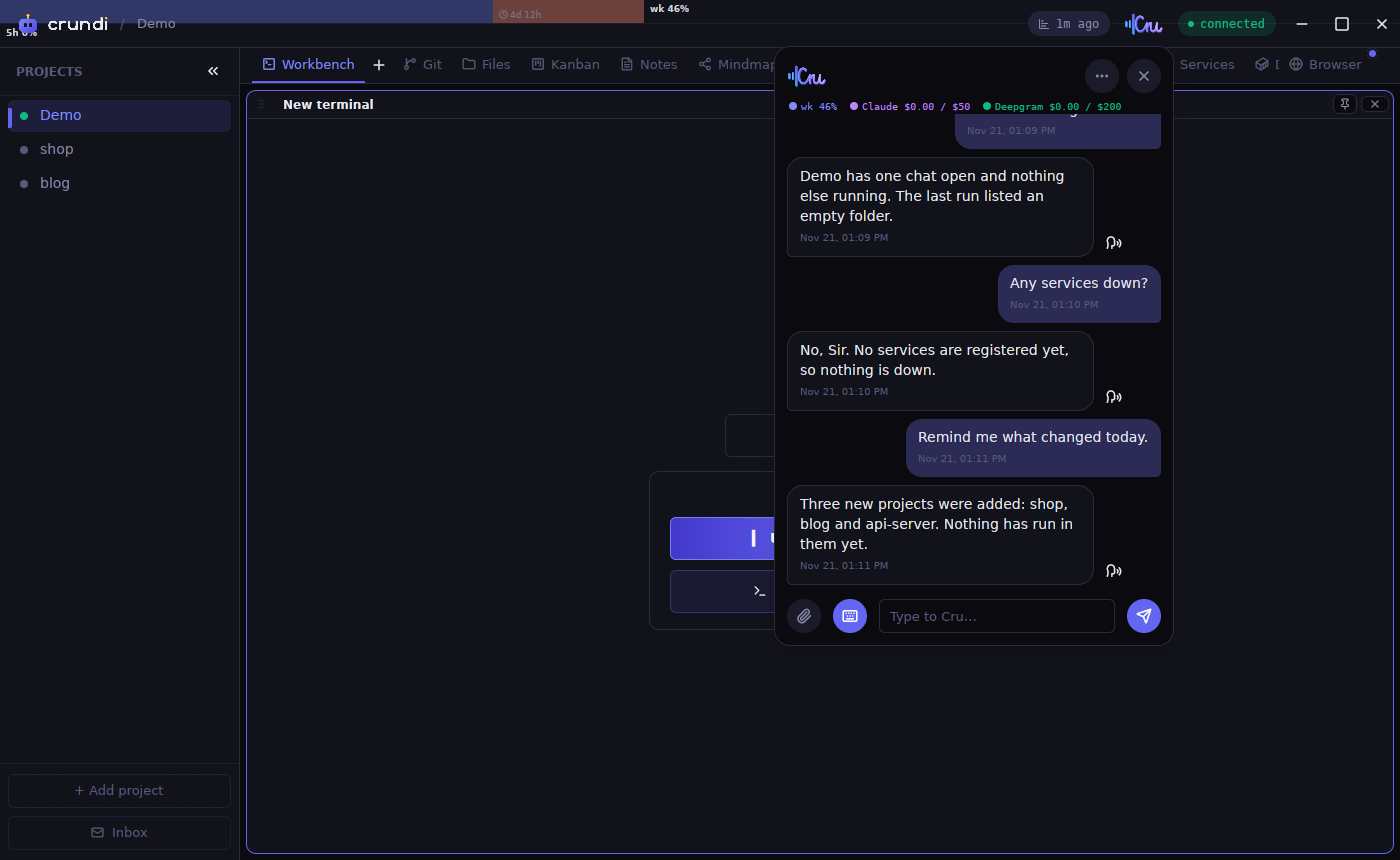 4d 12h
wk 46%
5h 0%
crundi / Demo
1m ago
Cru
connected
PROJECTS
Demo
shop
blog
+ Add project
Inbox
Workbench
Git
Files
Kanban
Notes
Mindmap
Services
Browser
New terminal
Cru
wk 46%
Claude $0.00 / $50
Deepgram $0.00 / $200
Nov 21, 01:09 PM
Demo has one chat open and nothing
else running. The last run listed an
empty folder.
Nov 21, 01:09 PM
Any services down?
Nov 21, 01:10 PM
No, Sir. No services are registered yet,
so nothing is down.
Nov 21, 01:10 PM
Remind me what changed today.
Nov 21, 01:11 PM
Three new projects were added: shop,
blog and api-server. Nothing has run in
them yet.
Nov 21, 01:11 PM
Type to Cru...